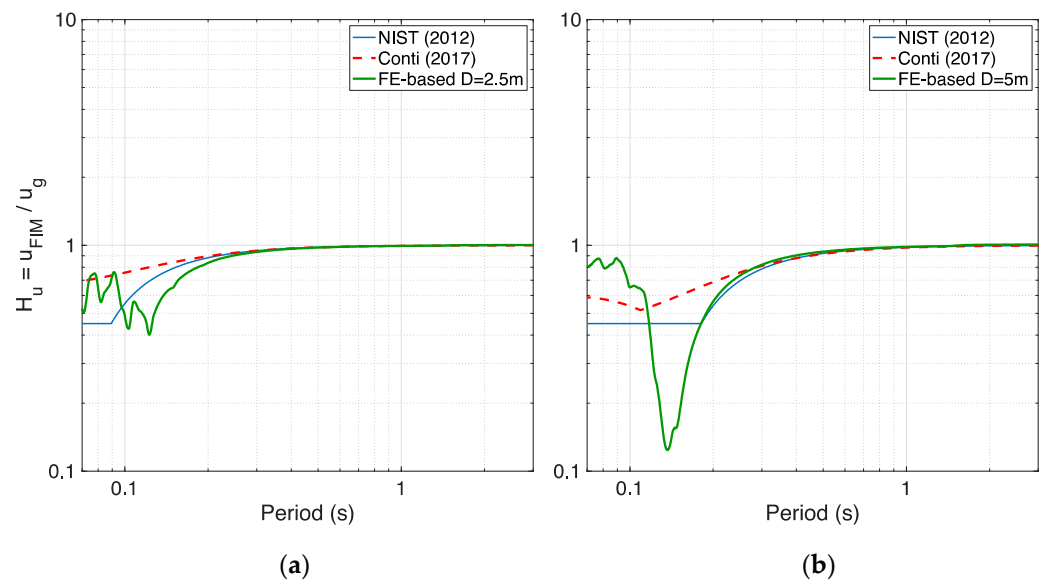 10
1
0.1
H_u = u_FIM / u_g
NIST (2012)
Conti (2017)
FE-based D=2.5m
0.1
1
Period (s)
(a)
10
1
0.1
NIST (2012)
Conti (2017)
FE-based D=5m
0.1
1
Period (s)
(b)